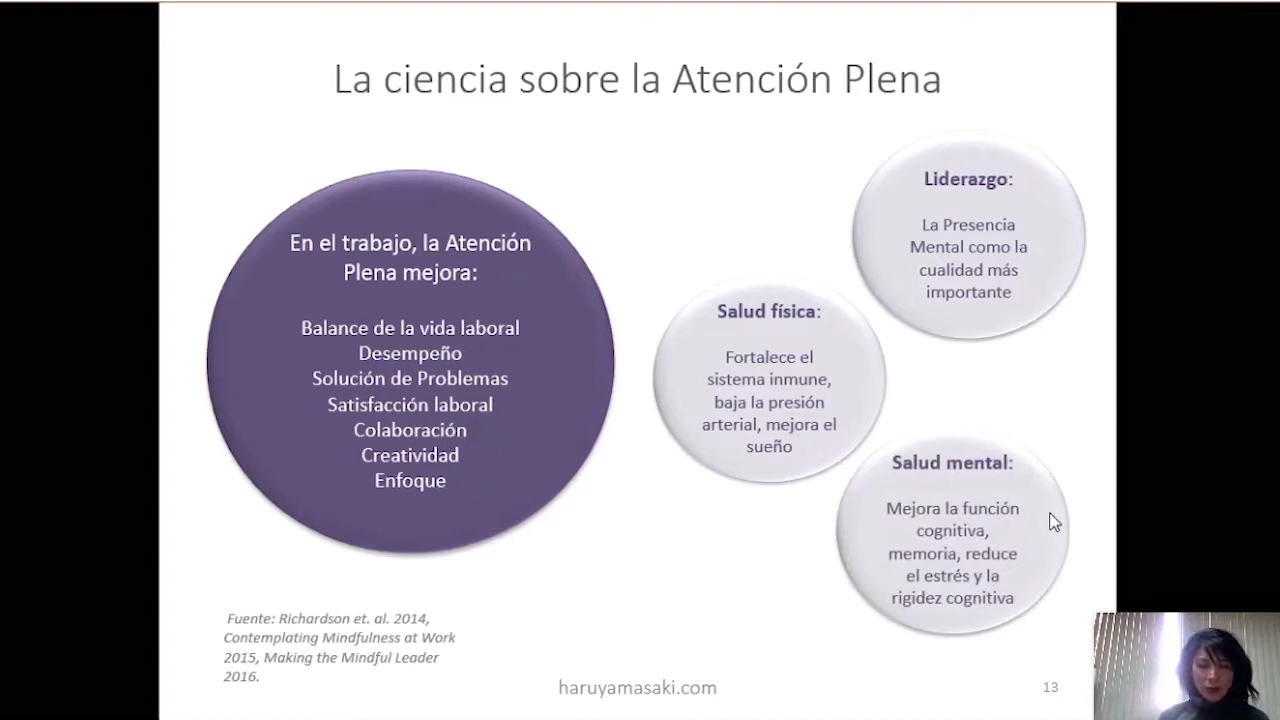 La ciencia sobre la Atención Plena
En el trabajo, la Atención
Plena mejora:
Balance de la vida laboral
Desempeño
Solución de Problemas
Satisfacción laboral
Colaboración
Creatividad
Enfoque
Liderazgo:
La Presencia
Mental como la
cualidad más
importante
Salud física:
Fortalece el
sistema inmune,
baja la presión
arterial, mejora el
sueño
Salud mental:
Mejora la función
cognitiva,
memoria, reduce
el estrés y la
rigidez cognitiva
Fuente: Richardson et. al. 2014,
Contemplating Mindfulness at Work
2015, Making the Mindful Leader
2016.
haruyamasaki.com
13